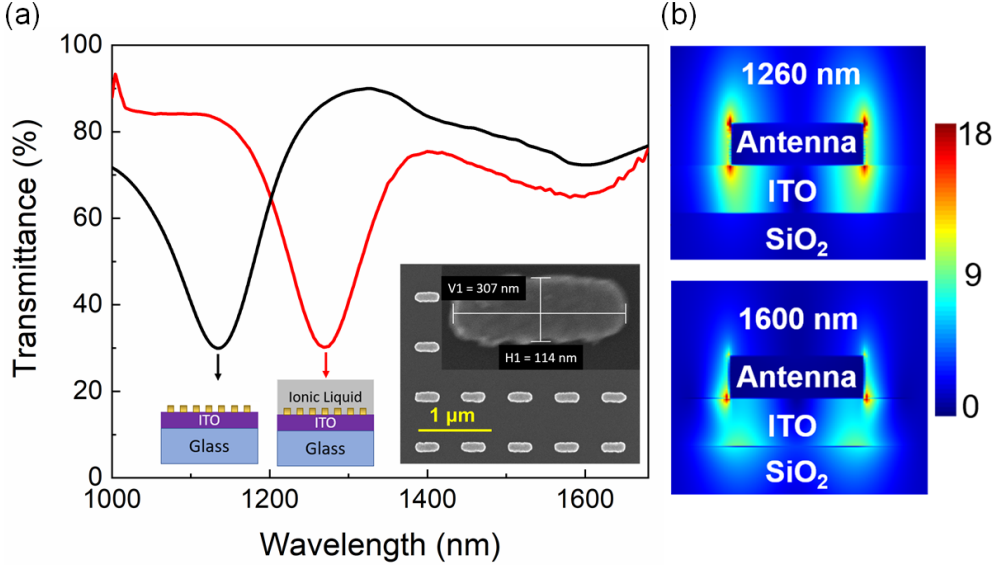 (a)
100
80
60
40
20
0
Transmittance (%)
1000
1200
1400
1600
Wavelength (nm)
ITO
Glass
Ionic Liquid
ITO
Glass
V1 = 307 nm
H1 = 114 nm
1 μm
(b)
1260 nm
Antenna
ITO
SiO₂
1600 nm
Antenna
ITO
SiO₂
18
9
0